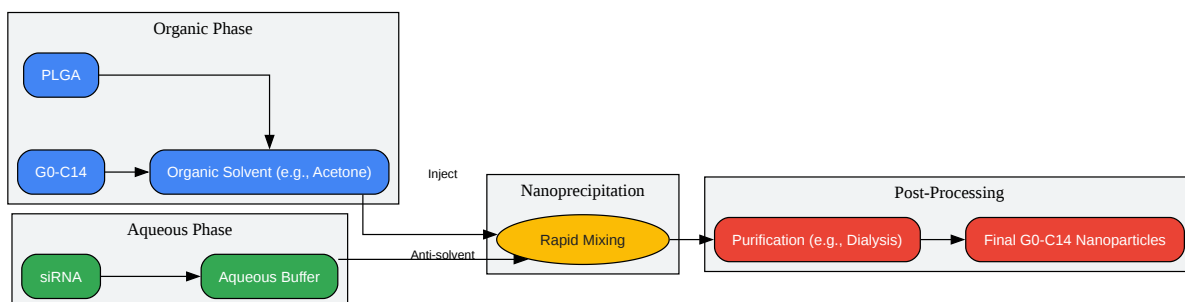 Organic Phase
PLGA
G0-C14
Organic Solvent (e.g., Acetone)
Inject
Aqueous Phase
siRNA
Aqueous Buffer
Anti-solvent
Nanoprecipitation
Rapid Mixing
Post-Processing
Purification (e.g., Dialysis)
Final G0-C14 Nanoparticles